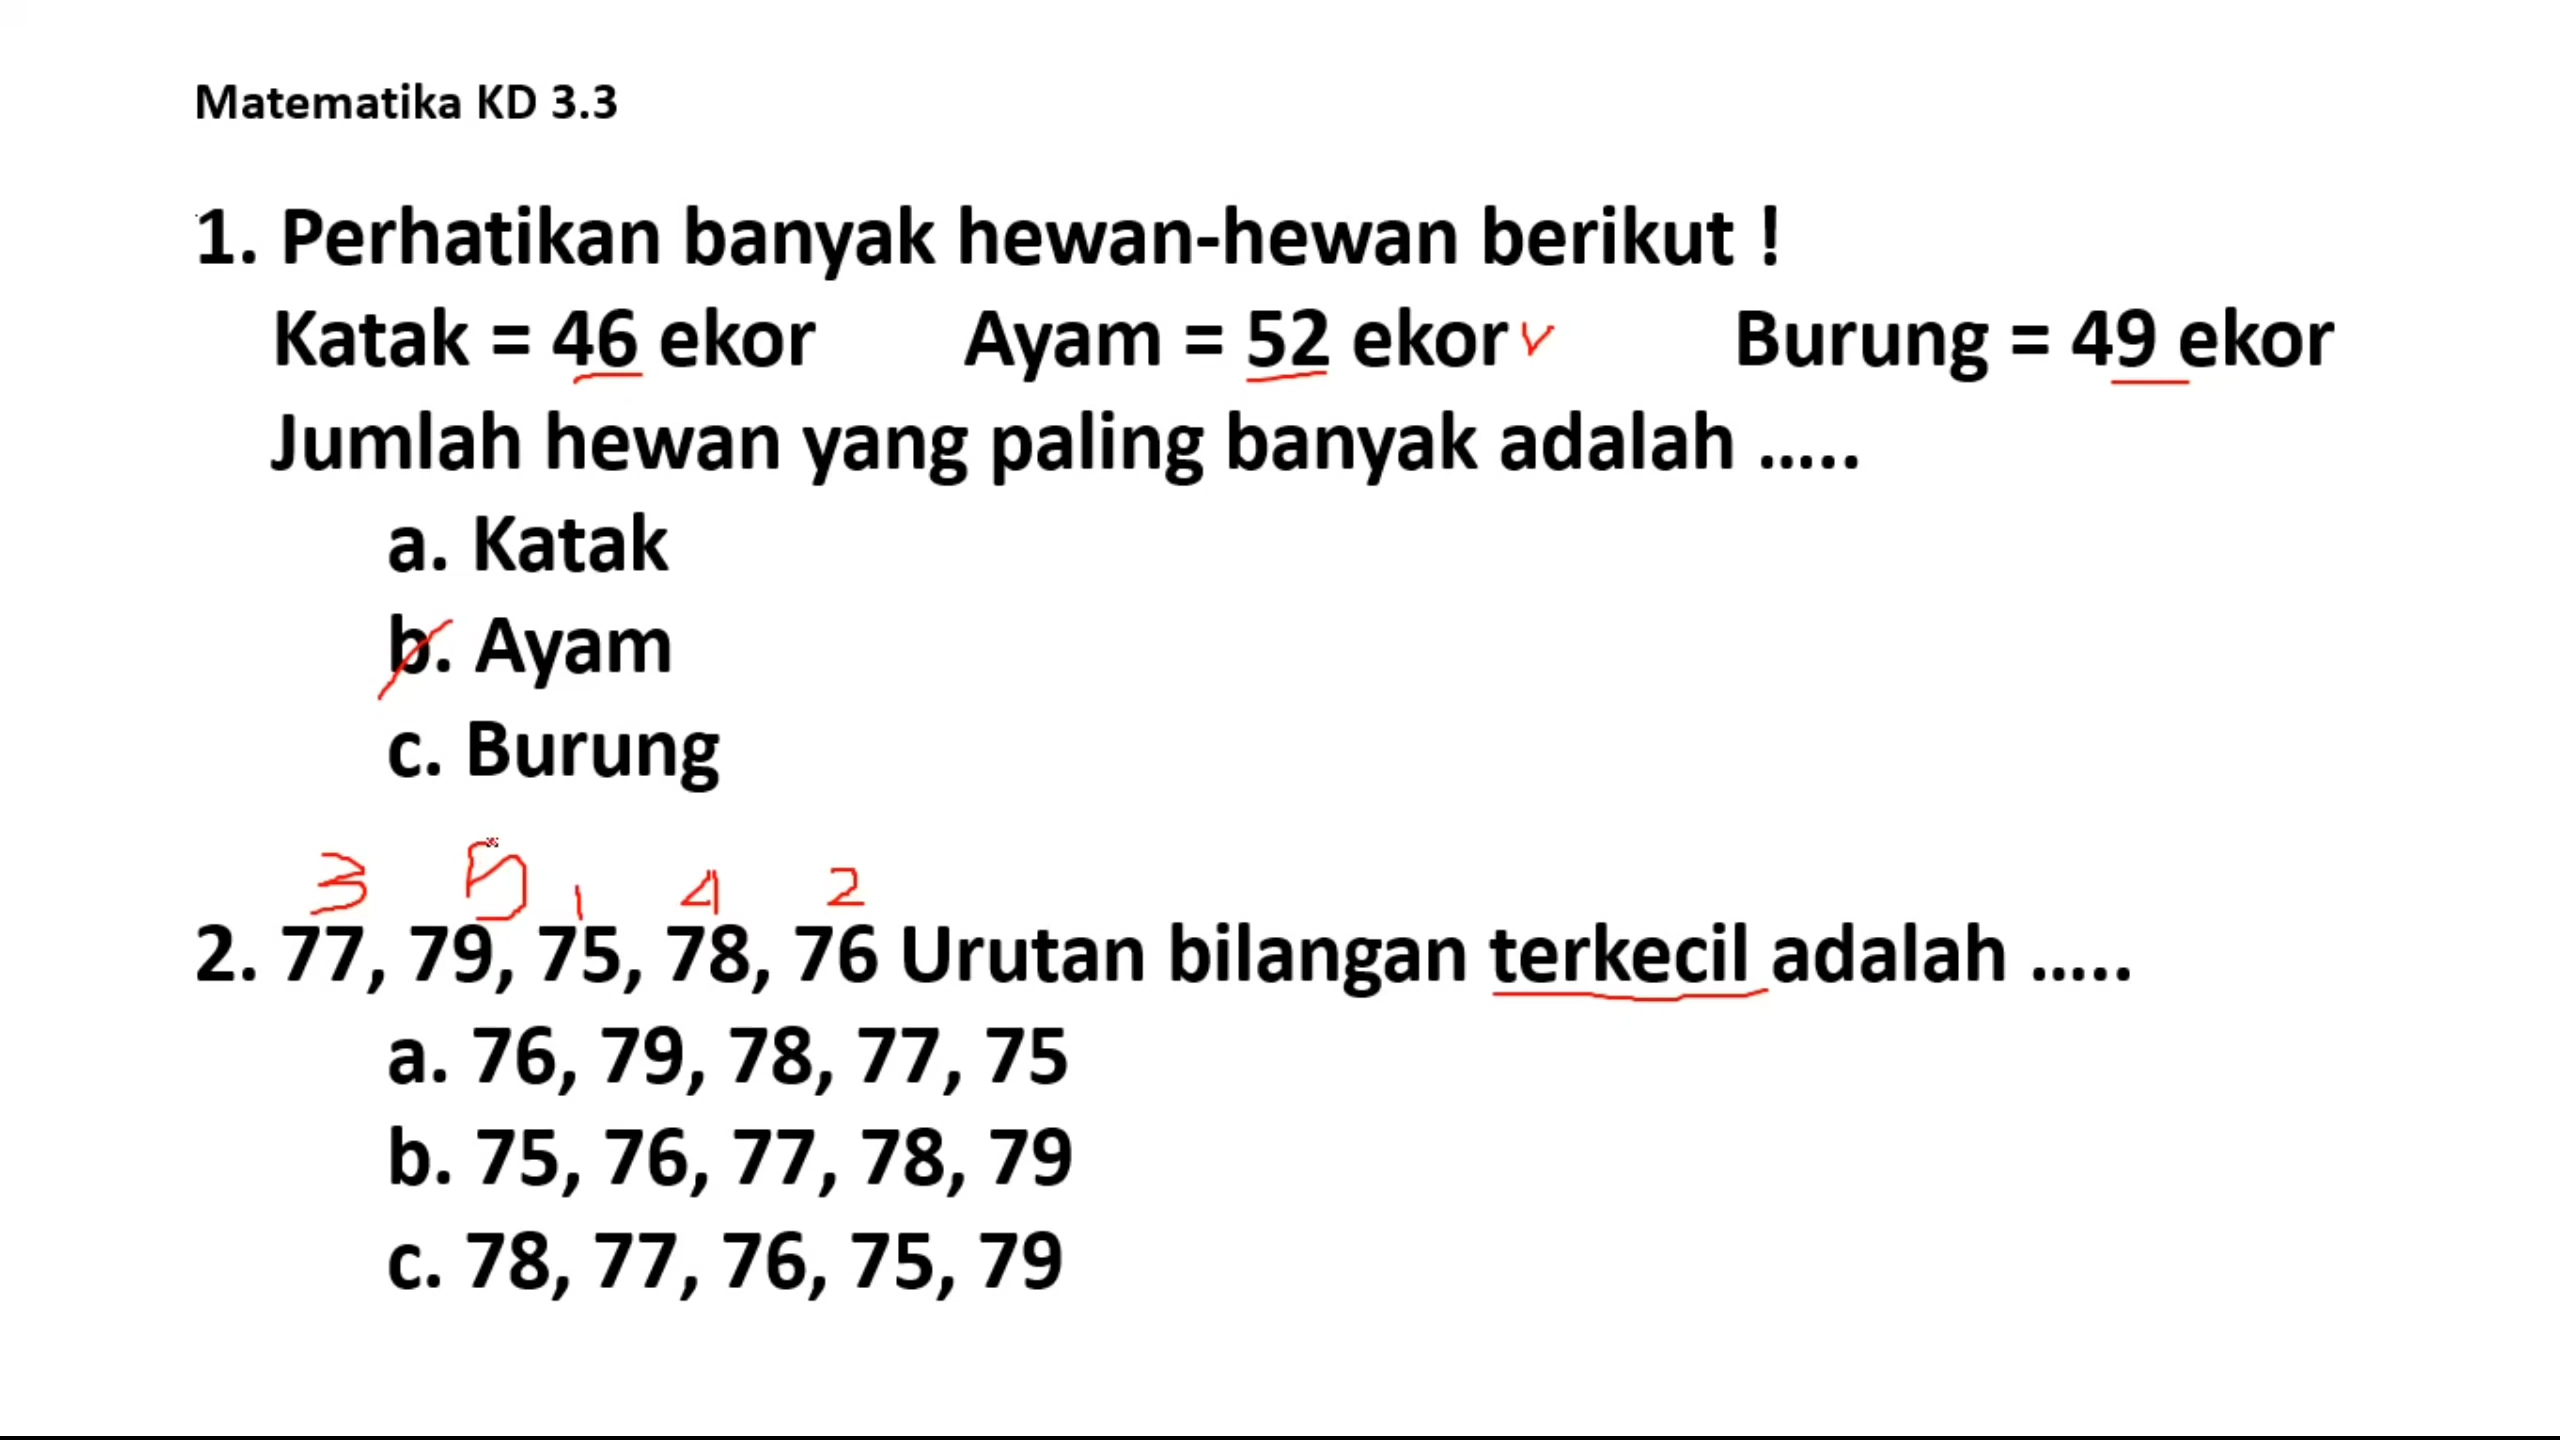 Matematika KD 3.3
1. Perhatikan banyak hewan-hewan berikut !
Katak = 46 ekor Ayam = 52 ekor Burung = 49 ekor
Jumlah hewan yang paling banyak adalah .....
a. Katak
b. Ayam
c. Burung
3 5 1 4 2
2. 77, 79, 75, 78, 76 Urutan bilangan terkecil adalah .....
a. 76, 79, 78, 77, 75
b. 75, 76, 77, 78, 79
c. 78, 77, 76, 75, 79